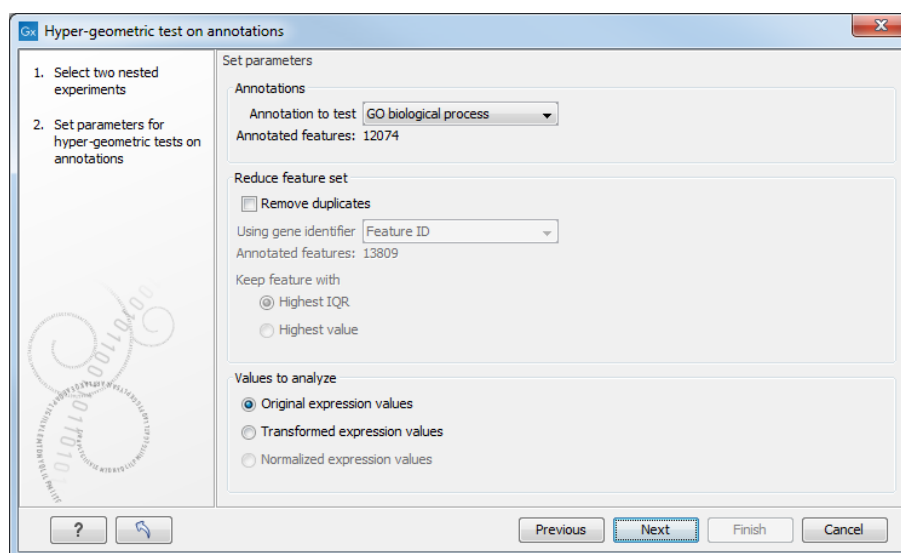 Gx Hyper-geometric test on annotations
1. Select two nested
experiments
2. Set parameters for
hyper-geometric tests on
annotations
Set parameters
Annotations
Annotation to test GO biological process
Annotated features: 12074
Reduce feature set
Remove duplicates
Using gene identifier Feature ID
Annotated features: 13809
Keep feature with
Highest IQR
Highest value
Values to analyze
Original expression values
Transformed expression values
Normalized expression values
? Previous Next Finish Cancel